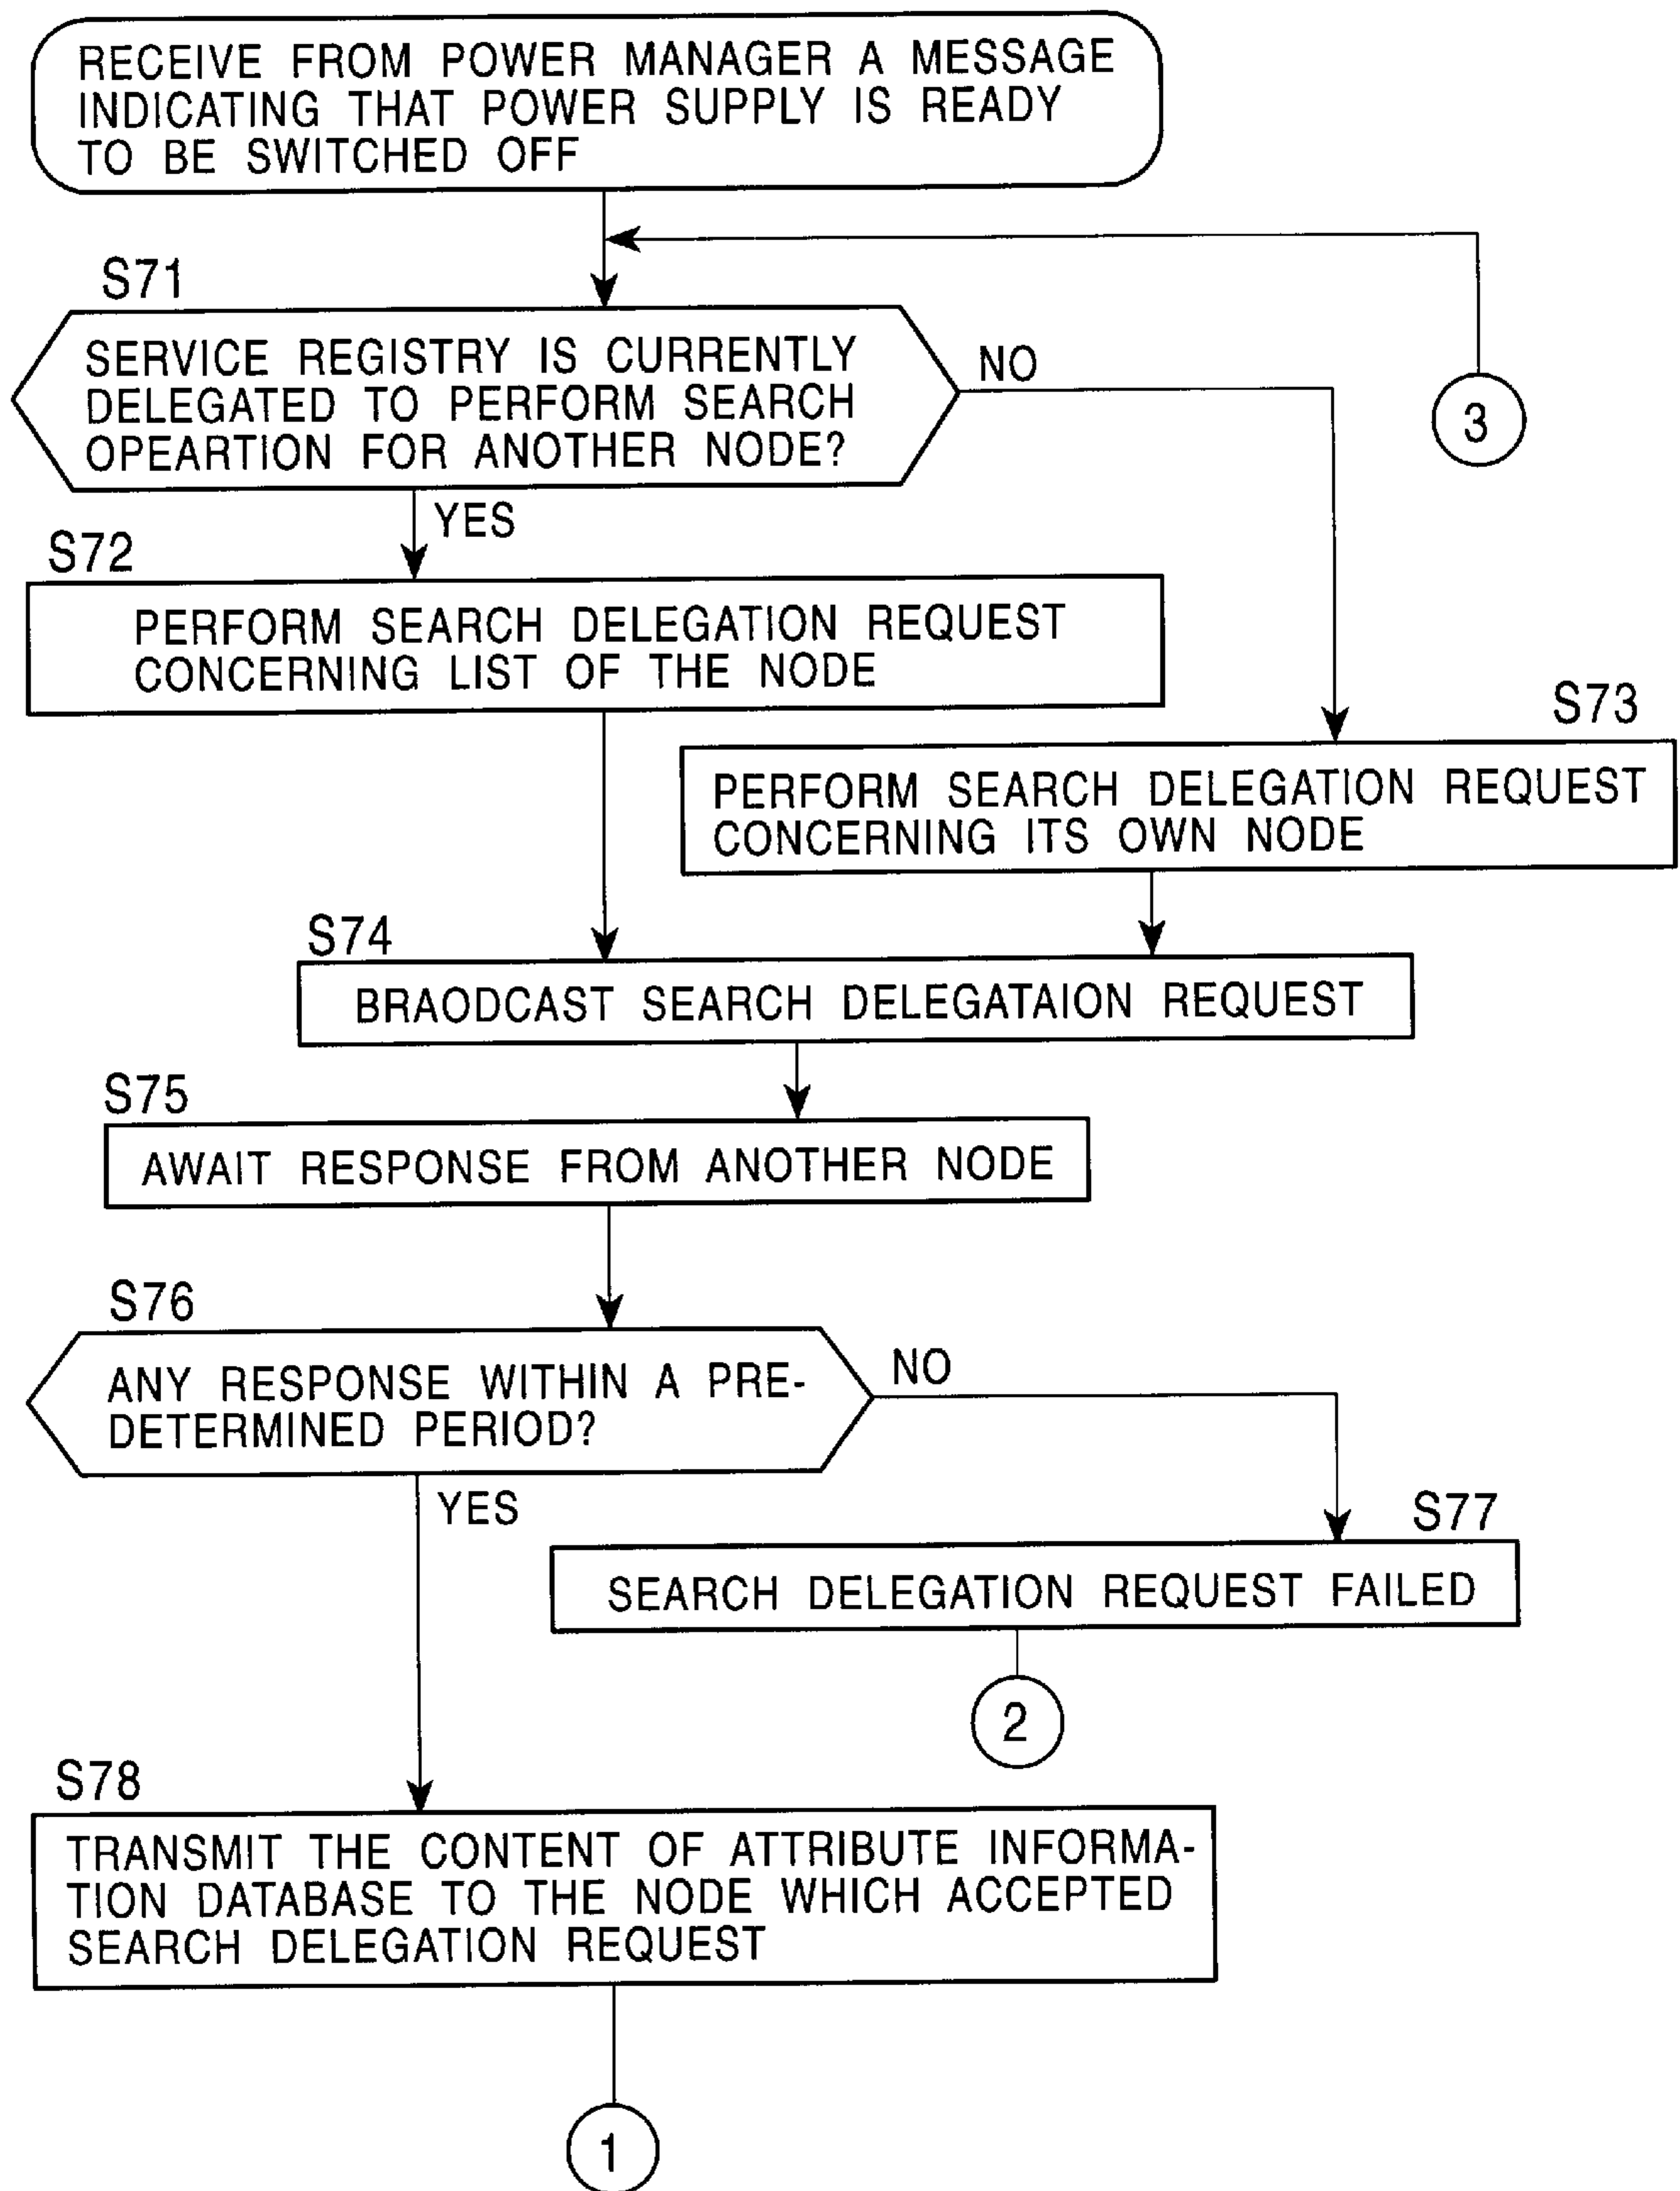 RECEIVE FROM POWER MANAGER A MESSAGE
INDICATING THAT POWER SUPPLY IS READY
TO BE SWITCHED OFF
S71
SERVICE REGISTRY IS CURRENTLY
DELEGATED TO PERFORM SEARCH
OPEARTION FOR ANOTHER NODE?
NO
3
YES
S72
PERFORM SEARCH DELEGATION REQUEST
CONCERNING LIST OF THE NODE
S73
PERFORM SEARCH DELEGATION REQUEST
CONCERNING ITS OWN NODE
S74
BRAODCAST SEARCH DELEGATAION REQUEST
S75
AWAIT RESPONSE FROM ANOTHER NODE
S76
ANY RESPONSE WITHIN A PRE-
DETERMINED PERIOD?
NO
YES
S77
SEARCH DELEGATION REQUEST FAILED
2
S78
TRANSMIT THE CONTENT OF ATTRIBUTE INFORMA-
TION DATABASE TO THE NODE WHICH ACCEPTED
SEARCH DELEGATION REQUEST
1